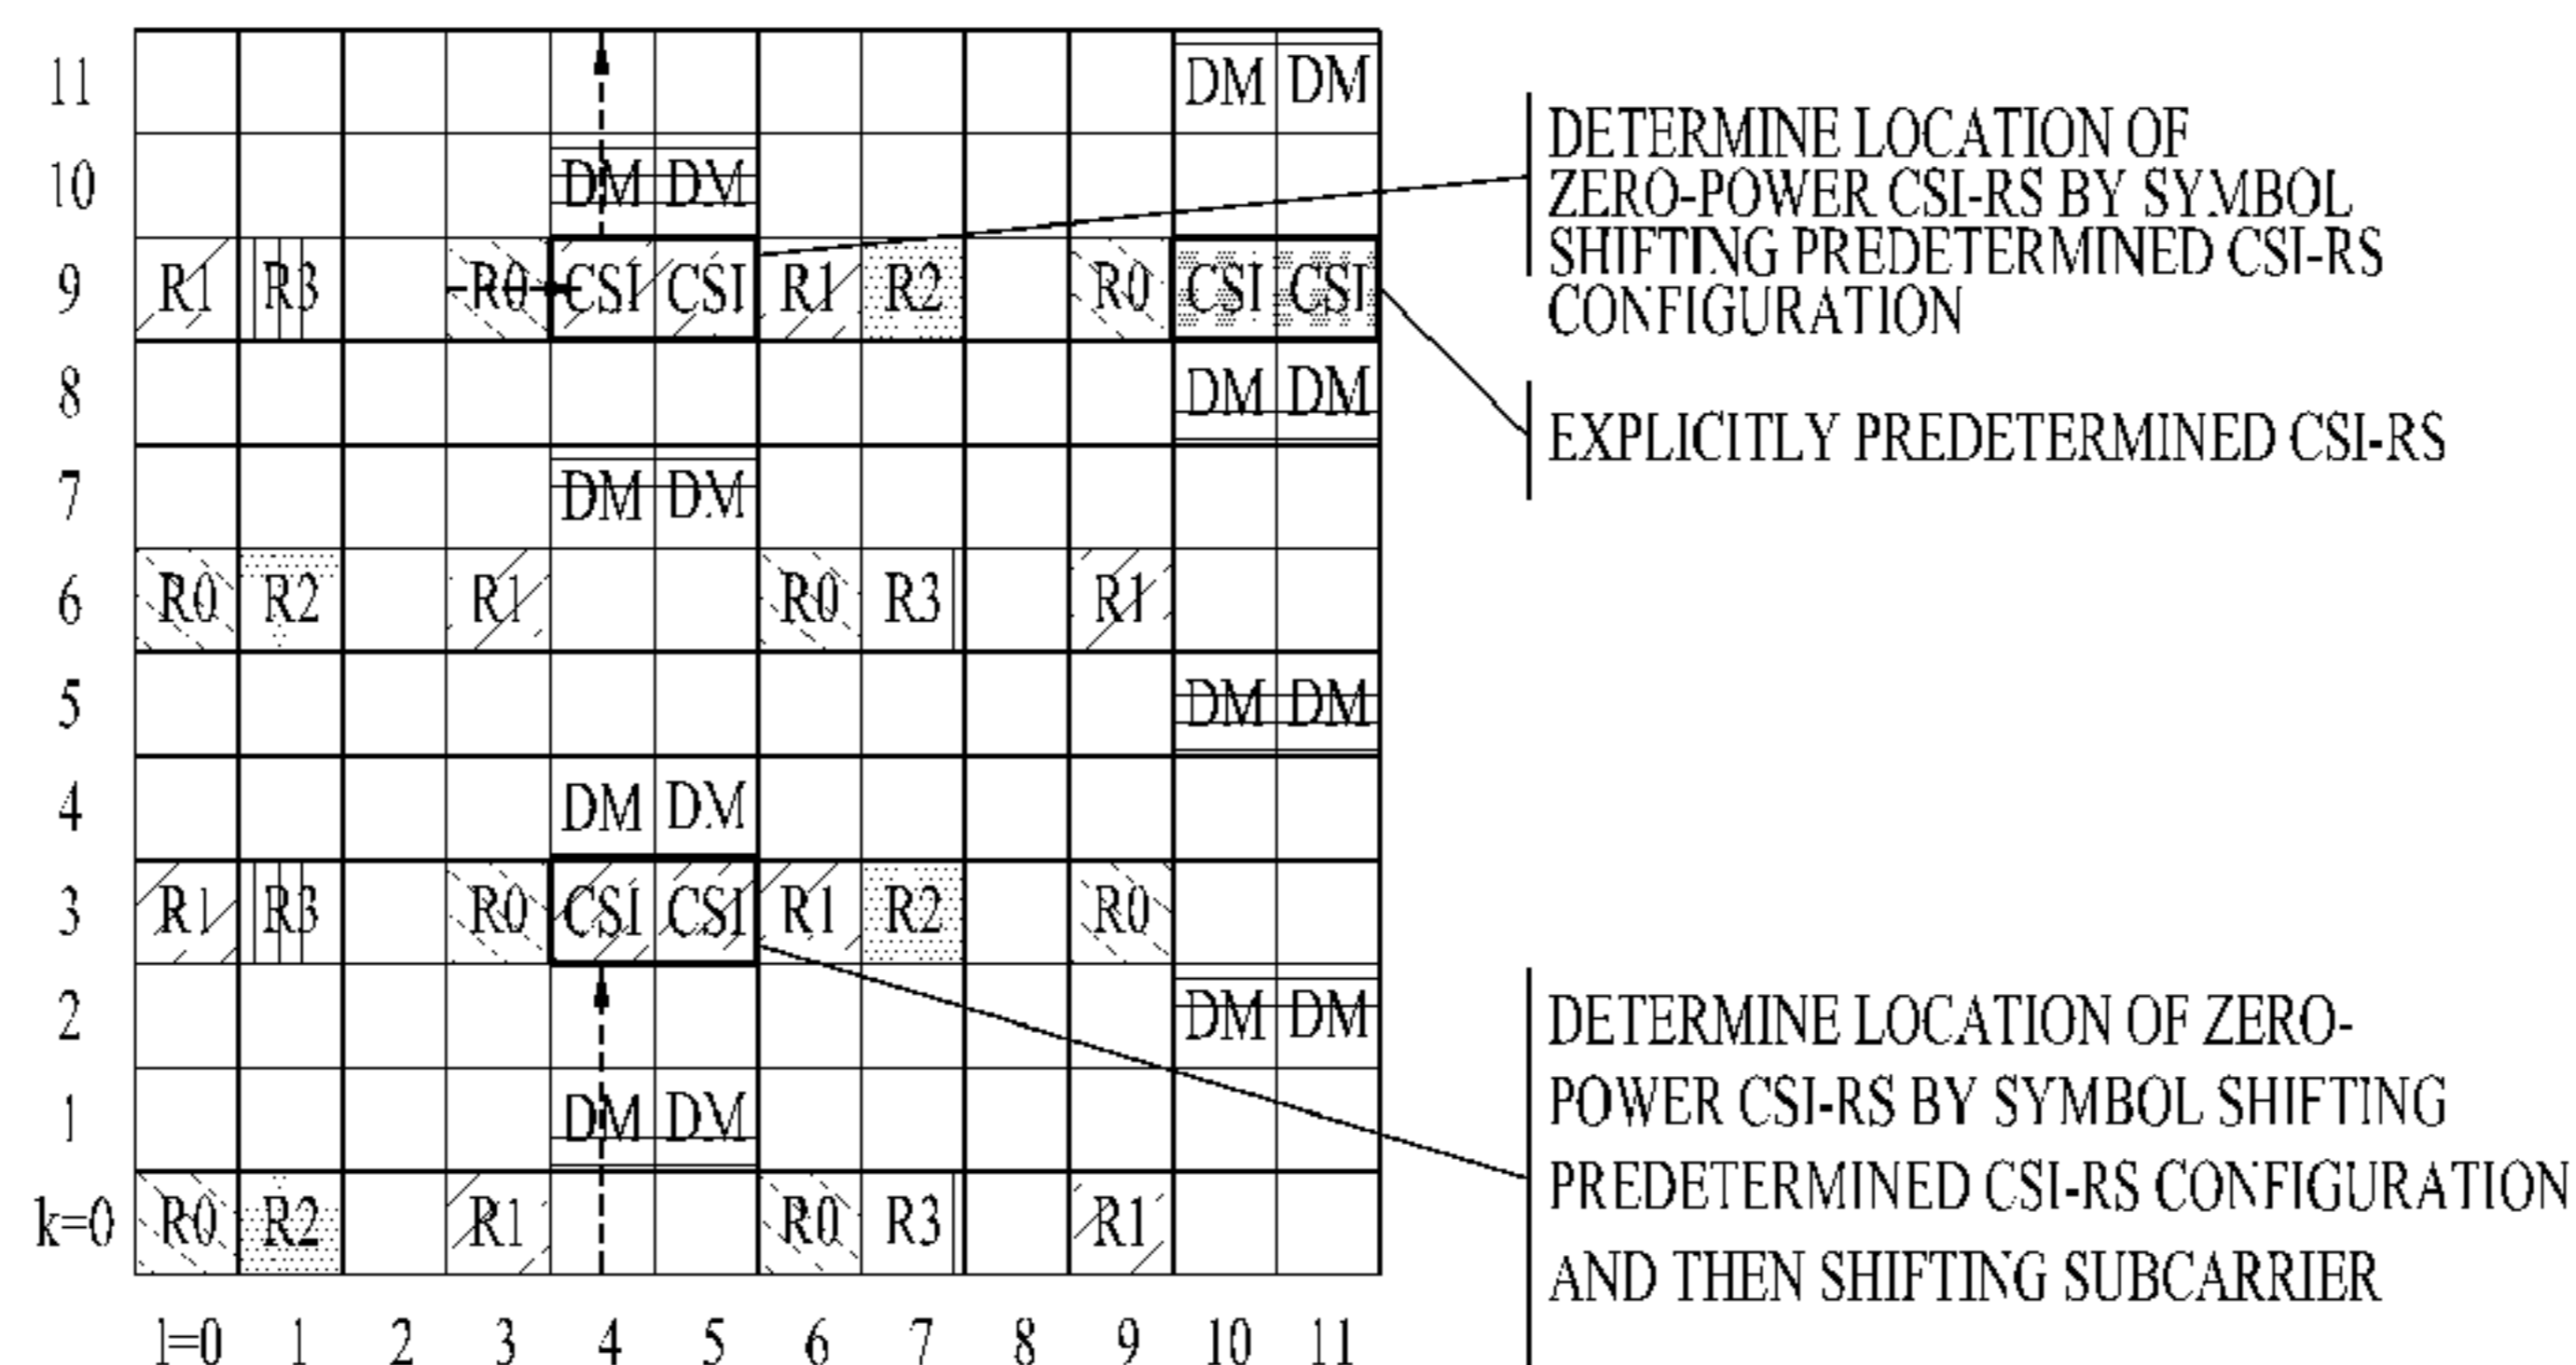 11 DM DM
10 DM DM
9 R1 R3 R0 CSI CSI R1 R2 R0 CSI CSI
8 DM DM
7 DM DM
6 R0 R2 R1 R0 R3 R1
5 DM DM
4 DM DM
3 R1 R3 R0 CSI CSI R1 R2 R0
2 DM DM
1 DM DM
k=0 R0 R2 R1 R0 R3 R1
l=0 1 2 3 4 5 6 7 8 9 10 11
DETERMINE LOCATION OF
ZERO-POWER CSI-RS BY SYMBOL
SHIFTING PREDETERMINED CSI-RS
CONFIGURATION
EXPLICITLY PREDETERMINED CSI-RS
DETERMINE LOCATION OF ZERO-
POWER CSI-RS BY SYMBOL SHIFTING
PREDETERMINED CSI-RS CONFIGURATION
AND THEN SHIFTING SUBCARRIER